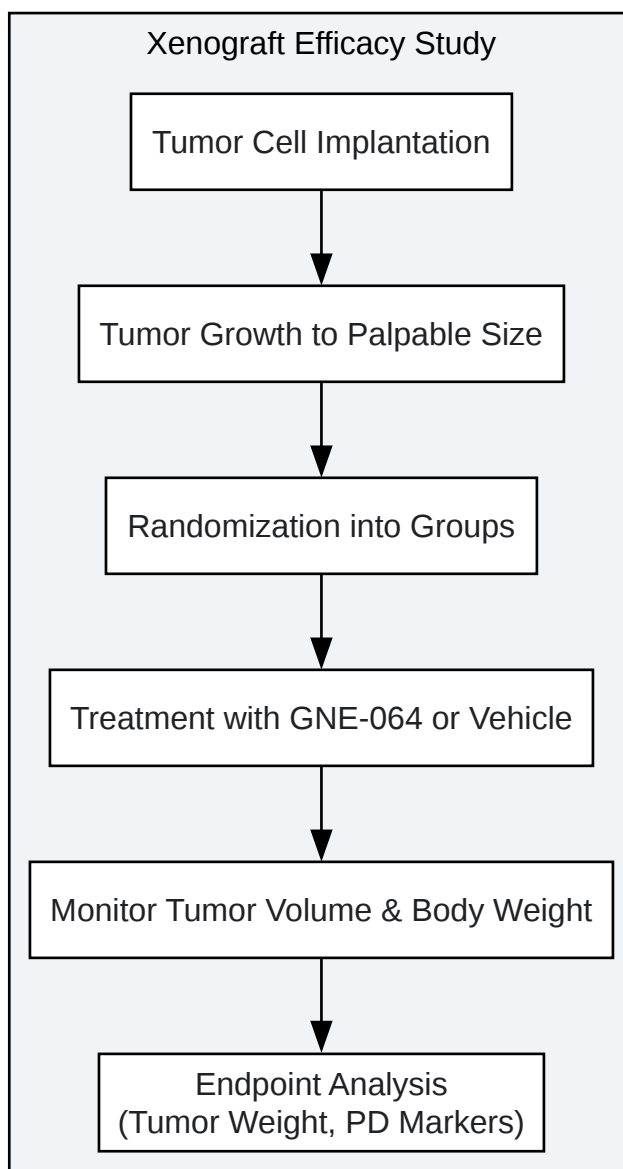 Xenograft Efficacy Study
Tumor Cell Implantation
Tumor Growth to Palpable Size
Randomization into Groups
Treatment with GNE-064 or Vehicle
Monitor Tumor Volume & Body Weight
Endpoint Analysis
(Tumor Weight, PD Markers)